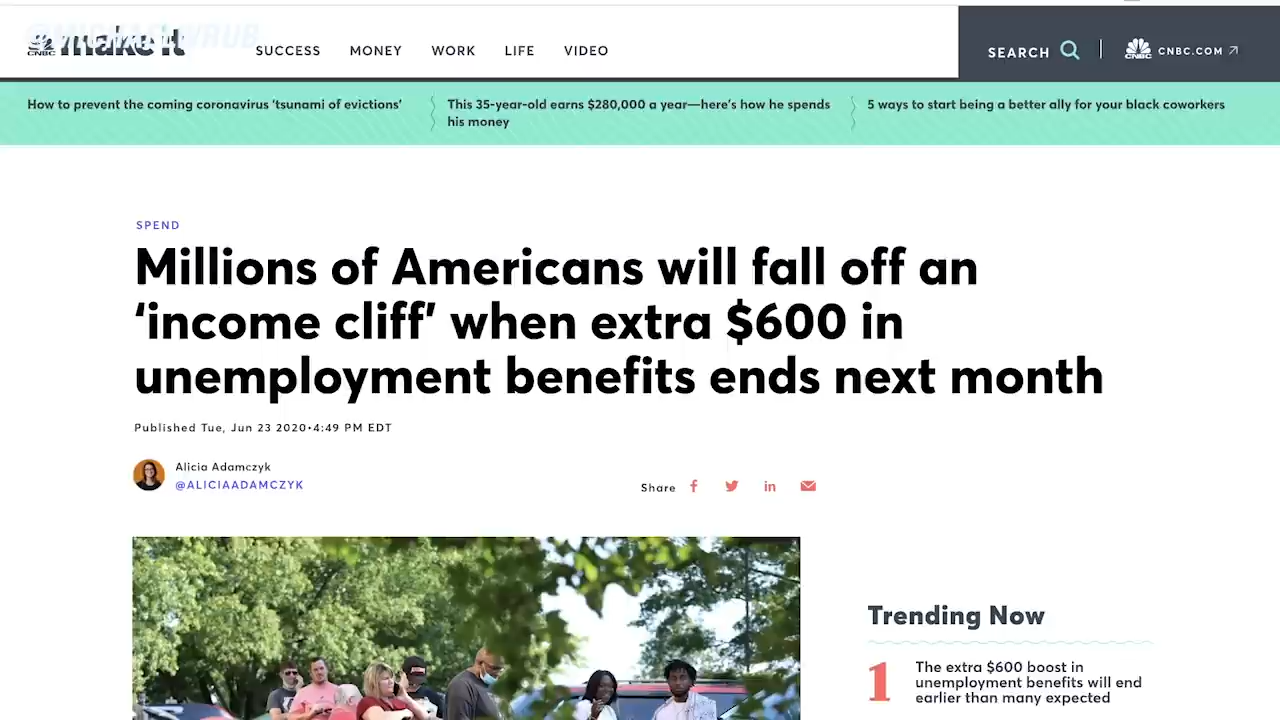 CNBC make it
SUCCESS MONEY WORK LIFE VIDEO
SEARCH
CNBC CNBC.COM
How to prevent the coming coronavirus ‘tsunami of evictions’
This 35-year-old earns $280,000 a year—here’s how he spends
his money
5 ways to start being a better ally for your black coworkers
SPEND
Millions of Americans will fall off an
‘income cliff’ when extra $600 in
unemployment benefits ends next month
Published Tue, Jun 23 2020•4:49 PM EDT
Alicia Adamczyk
@ALICIAADAMCZYK
Share
Trending Now
1
The extra $600 boost in
unemployment benefits will end
earlier than many expected